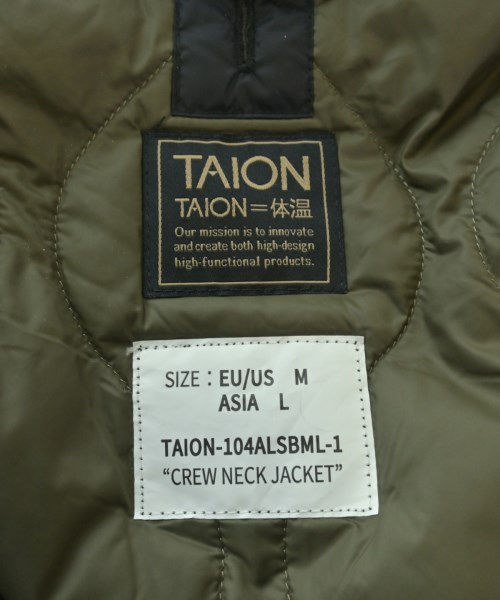 TAION
TAION=体温
Our mission is to innovate
and create both high-design
high-functional products.
SIZE : EU/US M
ASIA L
TAION-104ALSBML-1
“CREW NECK JACKET”